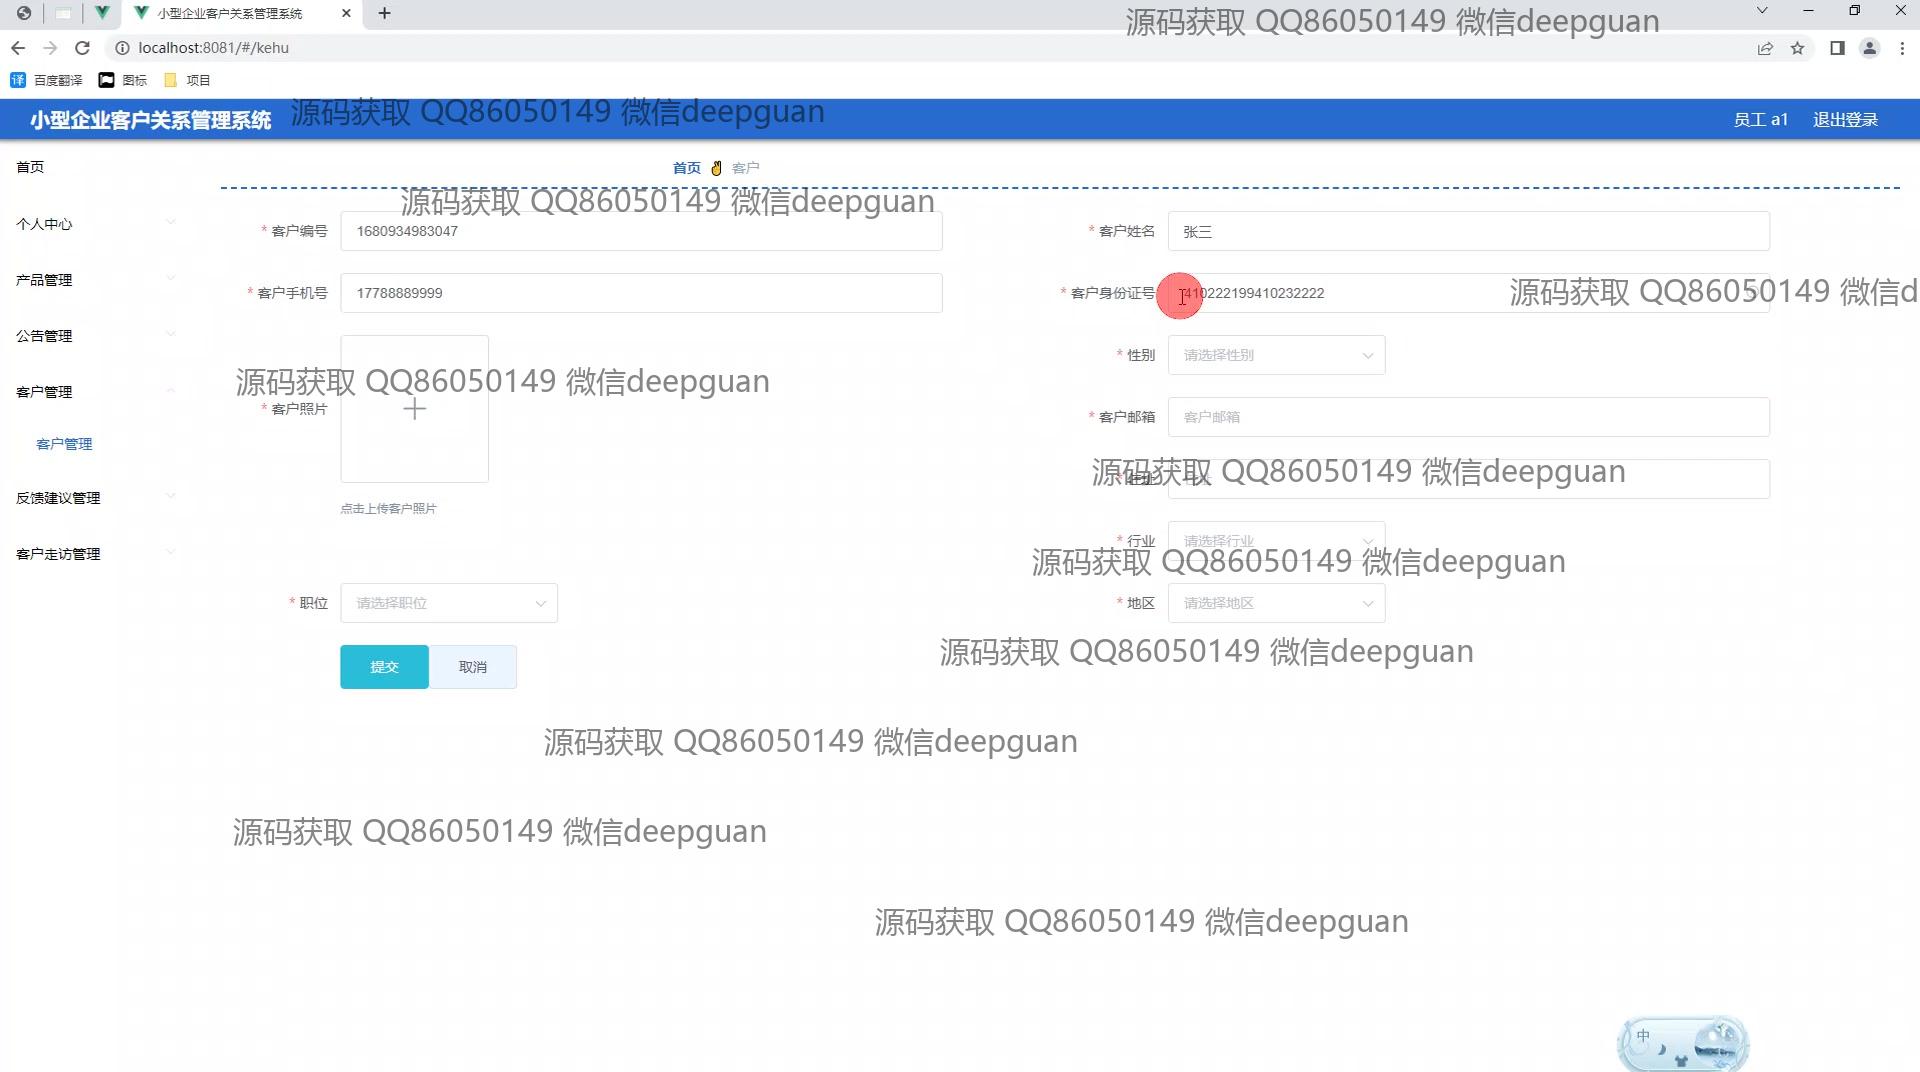 小型企业客户关系管理系统
源码获取 QQ86050149 微信deepguan
localhost:8081/#/kehu
百度翻译 图标 项目
小型企业客户关系管理系统
源码获取 QQ86050149 微信deepguan
员工 a1 退出登录
首页
首页 客户
源码获取 QQ86050149 微信deepguan
个人中心
* 客户编号 1680934983047
* 客户姓名 张三
产品管理
* 客户手机号 17788889999
* 客户身份证号 410222199410232222
源码获取 QQ86050149 微信d
公告管理
* 性别 请选择性别
源码获取 QQ86050149 微信deepguan
客户管理
* 客户照片
* 客户邮箱 客户邮箱
客户管理
源码获取 QQ86050149 微信deepguan
反馈建议管理
点击上传客户照片
* 行业 请选择行业
客户走访管理
源码获取 QQ86050149 微信deepguan
* 职位 请选择职位
* 地区 请选择地区
提交 取消
源码获取 QQ86050149 微信deepguan
源码获取 QQ86050149 微信deepguan
源码获取 QQ86050149 微信deepguan
源码获取 QQ86050149 微信deepguan
中